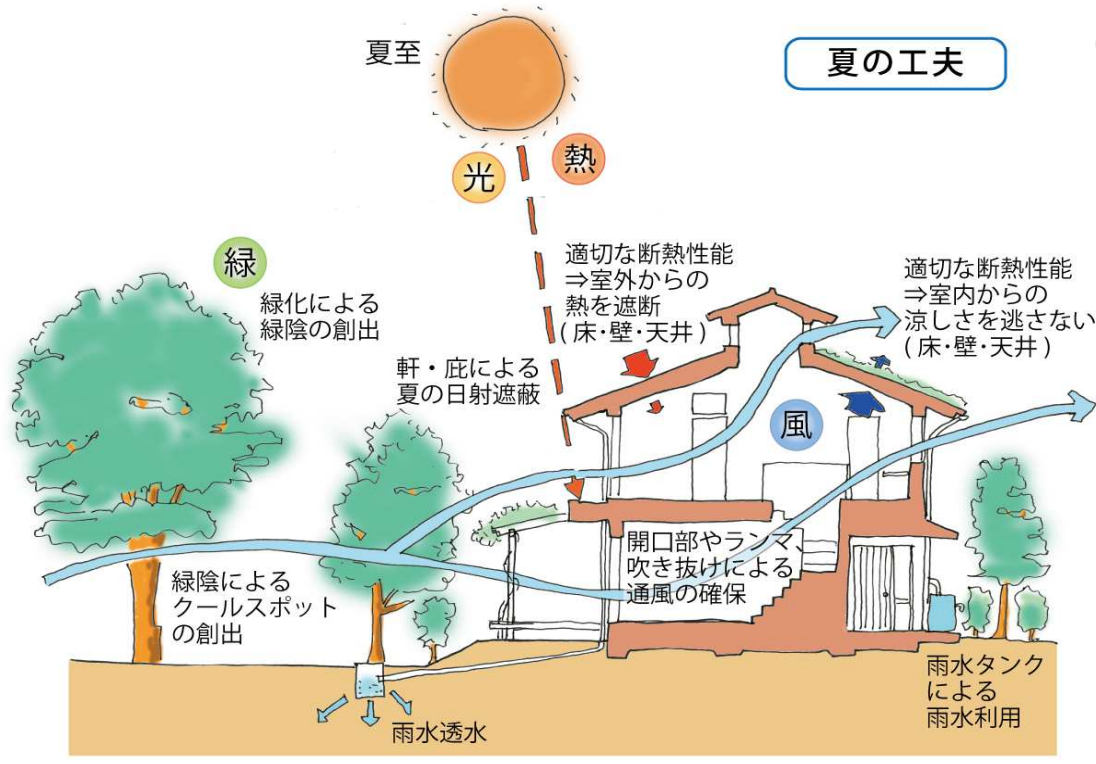 夏の工夫
夏至
光
熱
緑
緑化による
緑陰の創出
適切な断熱性能
⇒室外からの
熱を遮断
(床・壁・天井)
適切な断熱性能
⇒室内からの
涼しさを逃さない
(床・壁・天井)
軒・庇による
夏の日射遮蔽
風
開口部やランマ、
吹き抜けによる
通風の確保
緑陰による
クールスポット
の創出
雨水透水
雨水タンク
による
雨水利用